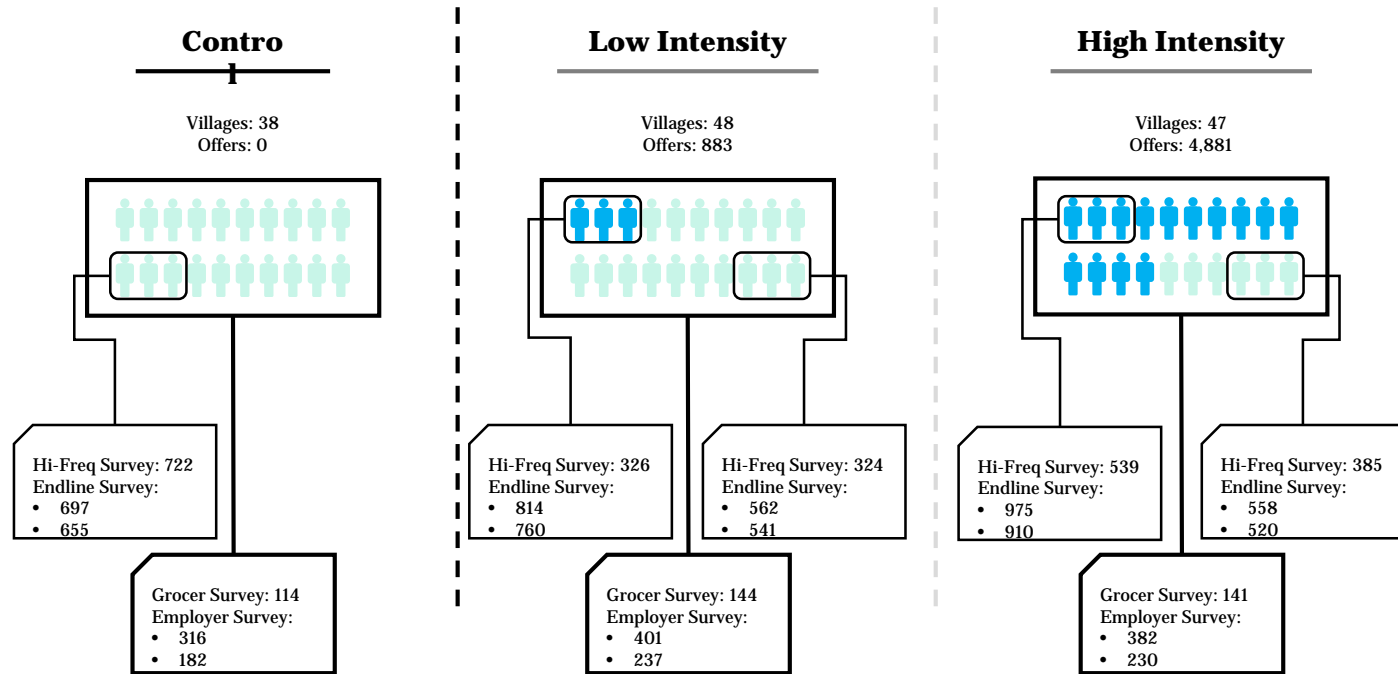 Contro
l
Villages: 38
Offers: 0
Hi-Freq Survey: 722
Endline Survey:
• 697
• 655
Grocer Survey: 114
Employer Survey:
• 316
• 182
Low Intensity
Villages: 48
Offers: 883
Hi-Freq Survey: 326
Endline Survey:
• 814
• 760
Hi-Freq Survey: 324
Endline Survey:
• 562
• 541
Grocer Survey: 144
Employer Survey:
• 401
• 237
High Intensity
Villages: 47
Offers: 4,881
Hi-Freq Survey: 539
Endline Survey:
• 975
• 910
Hi-Freq Survey: 385
Endline Survey:
• 558
• 520
Grocer Survey: 141
Employer Survey:
• 382
• 230